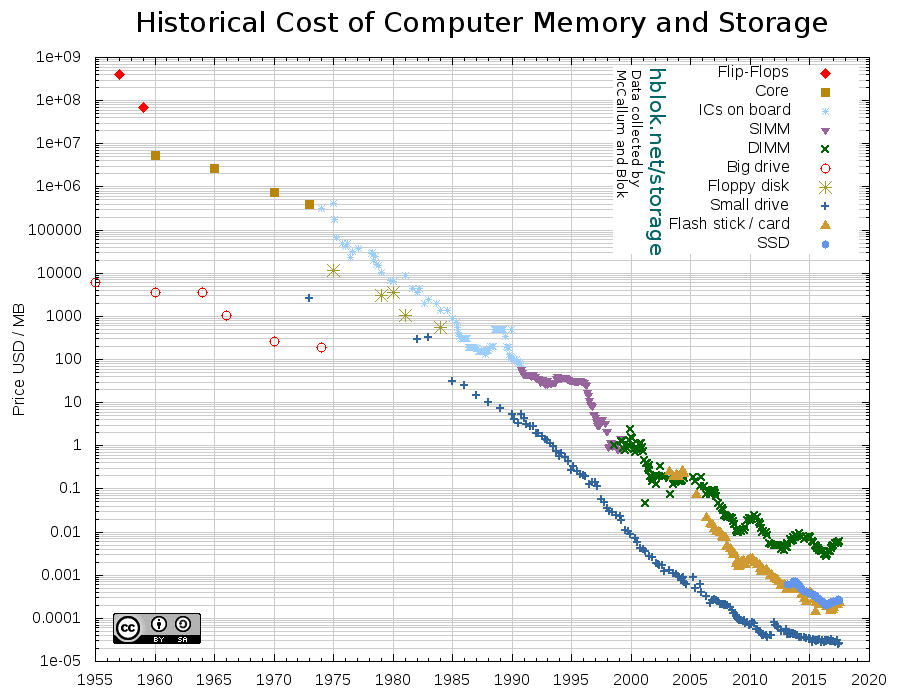 Historical Cost of Computer Memory and Storage
1e+09
1e+08
1e+07
1e+06
100000
10000
1000
100
10
1
0.1
0.01
0.001
0.0001
1e-05
Price USD / MB
1955
1960
1965
1970
1975
1980
1985
1990
1995
2000
2005
2010
2015
2020
Flip-Flops
Core
ICs on board
SIMM
DIMM
Big drive
Floppy disk
Small drive
Flash stick / card
SSD
hblok.net/storage
Data collected by
McCallum and Blok
cc
BY SA